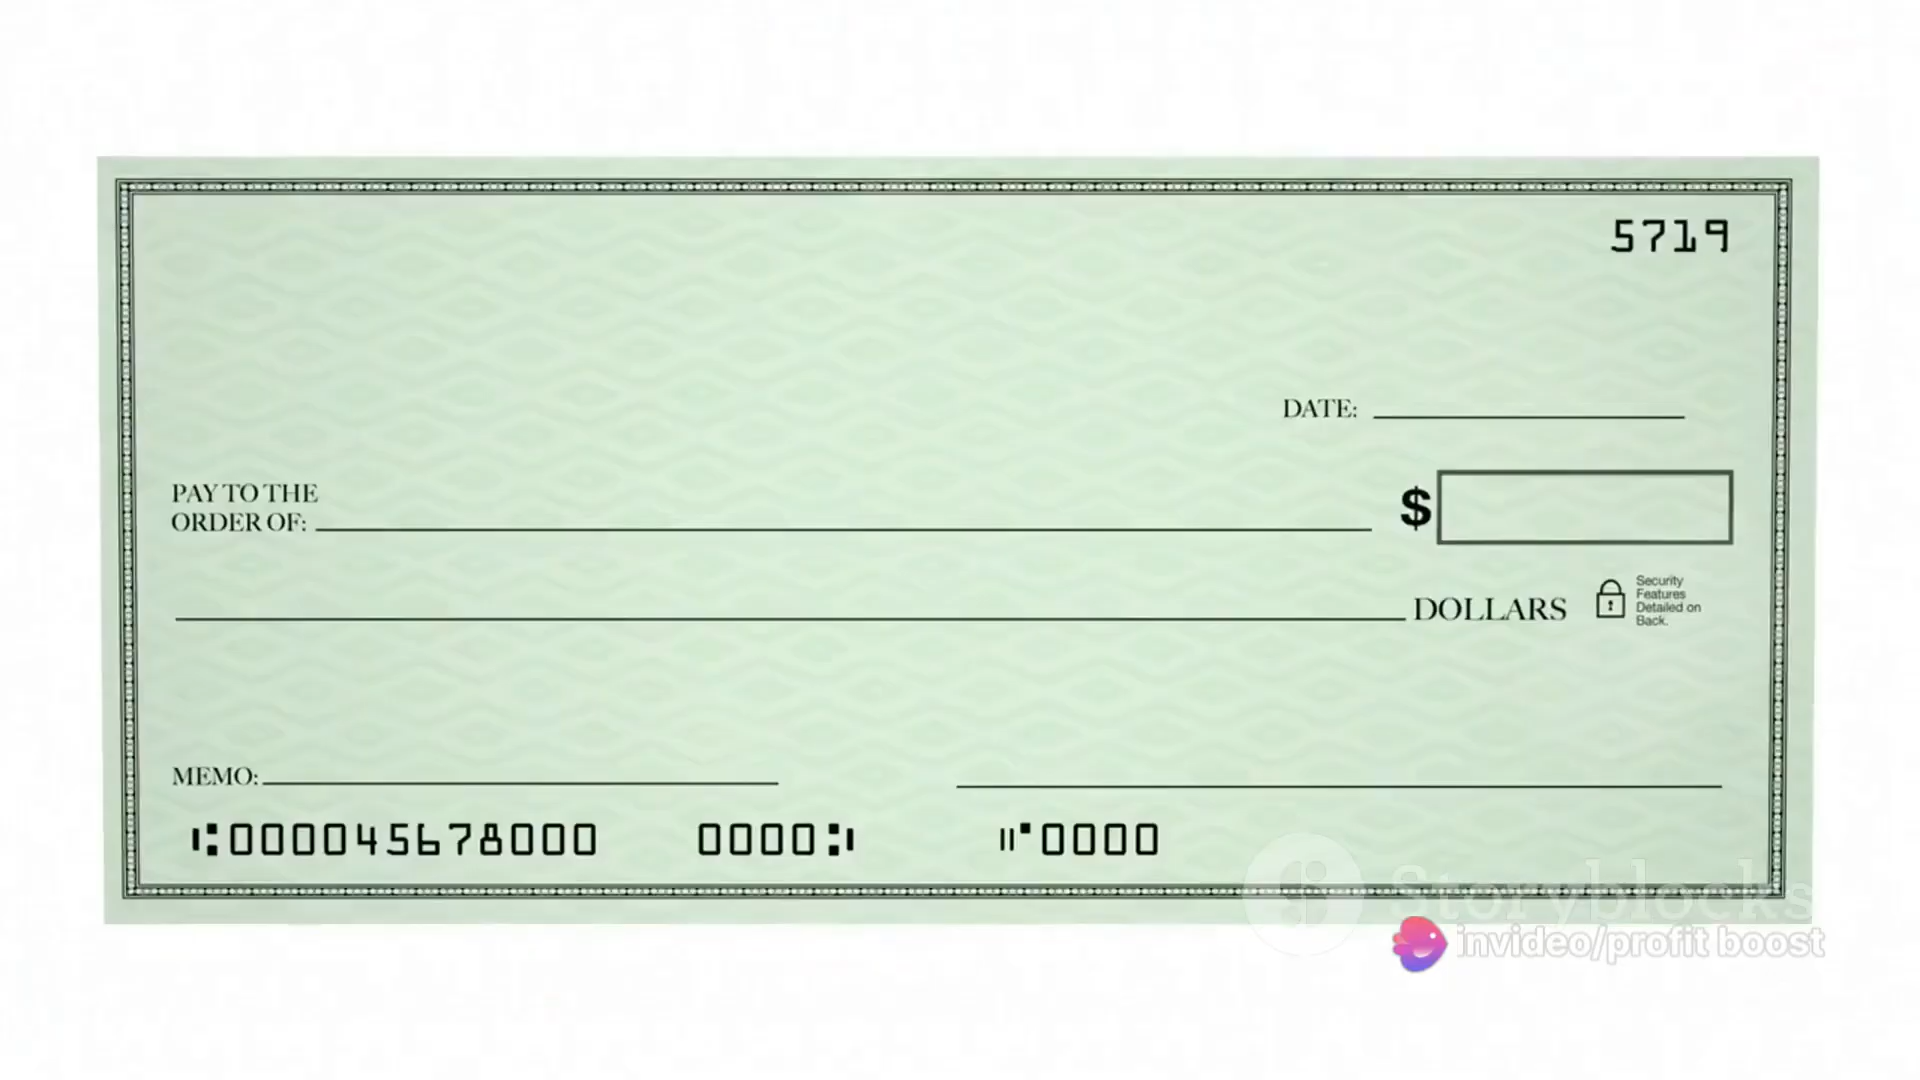 5719
DATE:
PAY TO THE
ORDER OF:
$
DOLLARS
Security
Features
Detailed on
Back.
MEMO:
⑆000045678000 0000⑆ ⑈0000
Storyblocks
invideo/profit boost